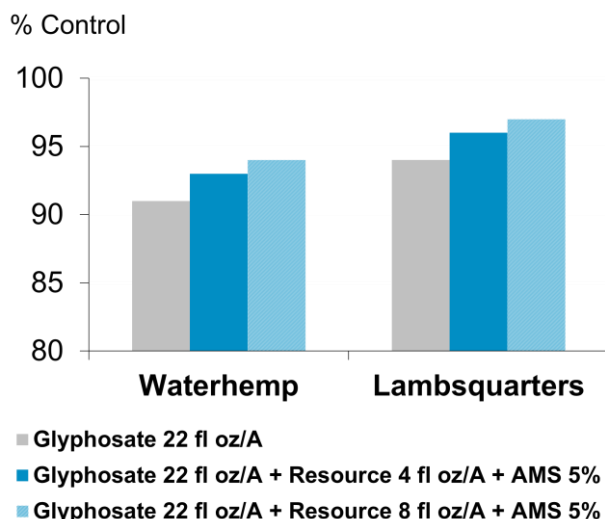 % Control
100
95
90
85
80
Waterhemp Lambsquarters
Glyphosate 22 fl oz/A
Glyphosate 22 fl oz/A + Resource 4 fl oz/A + AMS 5%
Glyphosate 22 fl oz/A + Resource 8 fl oz/A + AMS 5%